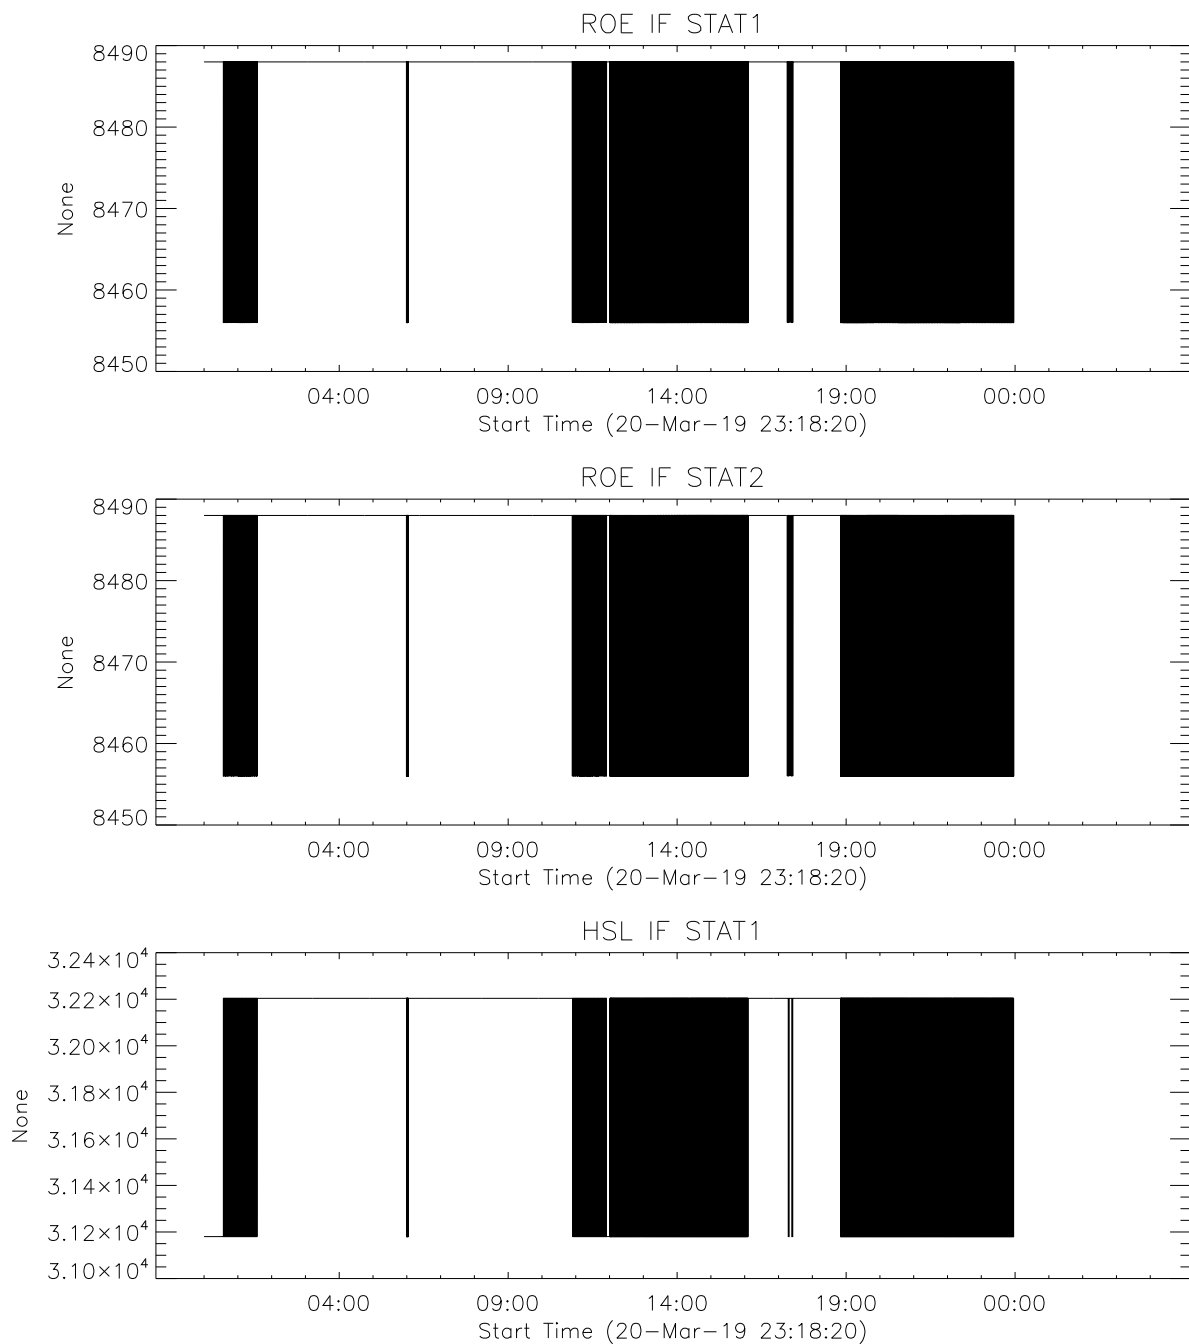 ROE IF STAT1
8490
8480
8470
8460
8450
None
04:00 09:00 14:00 19:00 00:00
Start Time (20-Mar-19 23:18:20)
ROE IF STAT2
8490
8480
8470
8460
8450
None
04:00 09:00 14:00 19:00 00:00
Start Time (20-Mar-19 23:18:20)
HSL IF STAT1
3.24×10⁴
3.22×10⁴
3.20×10⁴
3.18×10⁴
3.16×10⁴
3.14×10⁴
3.12×10⁴
3.10×10⁴
None
04:00 09:00 14:00 19:00 00:00
Start Time (20-Mar-19 23:18:20)